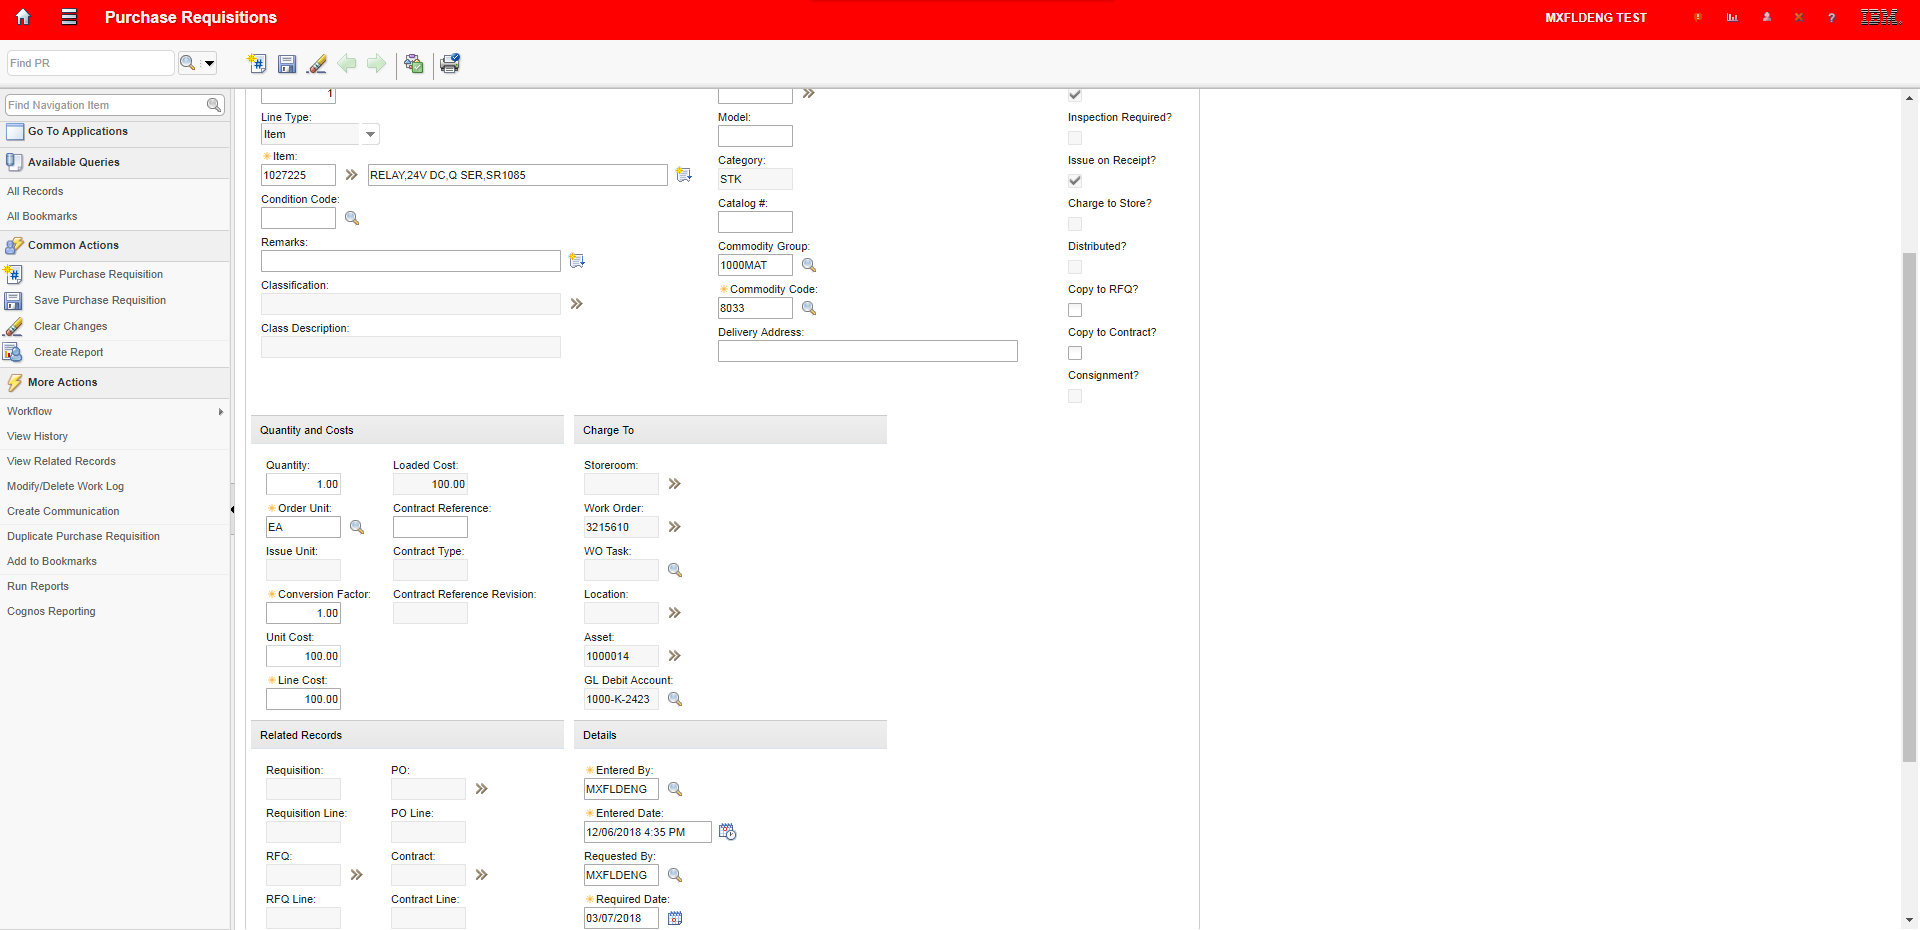 Purchase Requisitions
MXFLDENG TEST
?
IBM.
Find PR
Find Navigation Item
Go To Applications
Available Queries
All Records
All Bookmarks
Common Actions
New Purchase Requisition
Save Purchase Requisition
Clear Changes
Create Report
More Actions
Workflow
View History
View Related Records
Modify/Delete Work Log
Create Communication
Duplicate Purchase Requisition
Add to Bookmarks
Run Reports
Cognos Reporting
1
Line Type:
Item
Item:
1027225
RELAY,24V DC,Q SER,SR1085
Condition Code:
Remarks:
Classification:
Class Description:
Model:
Category:
STK
Catalog #:
Commodity Group:
1000MAT
Commodity Code:
8033
Delivery Address:
Inspection Required?
Issue on Receipt?
Charge to Store?
Distributed?
Copy to RFQ?
Copy to Contract?
Consignment?
Quantity and Costs
Quantity:
1.00
Order Unit:
EA
Issue Unit:
Conversion Factor:
1.00
Unit Cost:
100.00
Line Cost:
100.00
Loaded Cost:
100.00
Contract Reference:
Contract Type:
Contract Reference Revision:
Charge To
Storeroom:
Work Order:
3215610
WO Task:
Location:
Asset:
1000014
GL Debit Account:
1000-K-2423
Related Records
Requisition:
Requisition Line:
RFQ:
RFQ Line:
PO:
PO Line:
Contract:
Contract Line:
Details
Entered By:
MXFLDENG
Entered Date:
12/06/2018 4:35 PM
Requested By:
MXFLDENG
Required Date:
03/07/2018